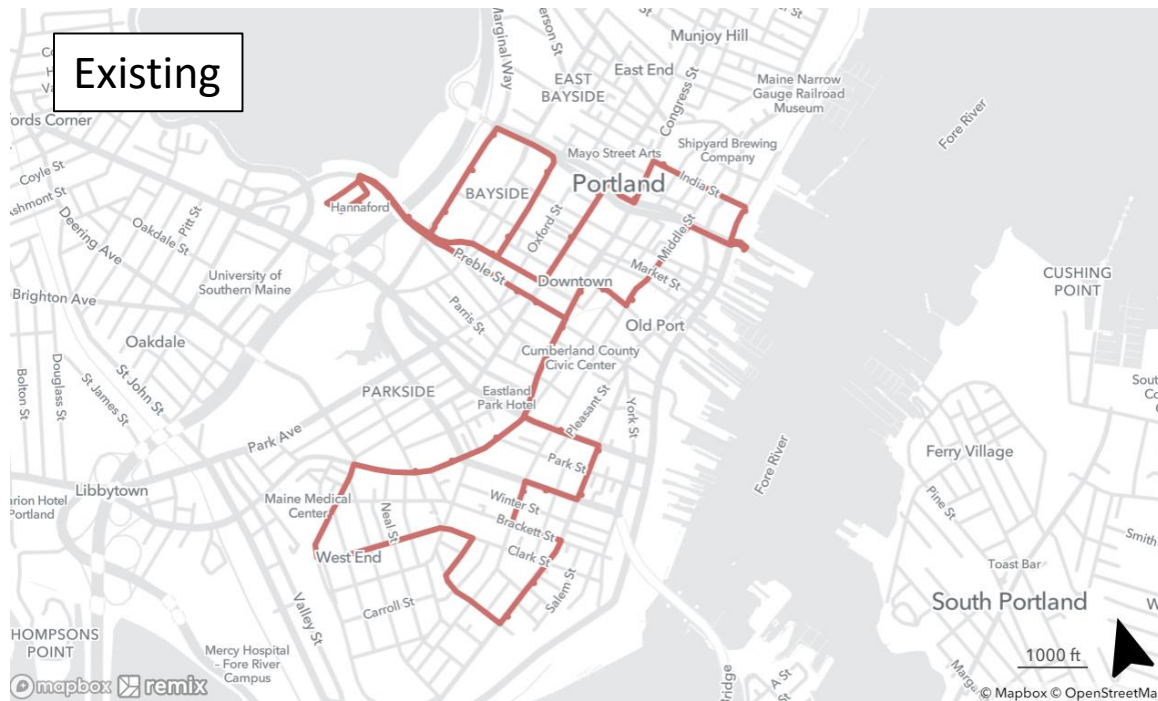 Existing
Munjoy Hill
East End
EAST
BAYSIDE
Marginal Way
Congress St
Maine Narrow
Gauge Railroad
Museum
Fore River
Shipyard Brewing
Company
Mayo Street Arts
Portland
India St
Coyle St
Hannaford
BAYSIDE
Oxford St
Middle St
Market St
Deering Ave
Oakdale St
Pitt St
University of
Southern Maine
Preble St
Downtown
Old Port
CUSHING
POINT
Brighton Ave
Oakdale
Parris St
Cumberland County
Civic Center
Bolton St
Douglass St
St James St
St John St
PARKSIDE
Eastland
Park Hotel
Pleasant St
York St
Park Ave
Park St
Fore River
Ferry Village
Pine St
Libbytown
Maine Medical
Center
Neal St
Winter St
Brackett St
Clark St
West End
Salem St
Carroll St
Valley St
Toast Bar
South Portland
Mercy Hospital
- Fore River
Campus
A St
1000 ft
mapbox remix
© Mapbox © OpenStreetMa